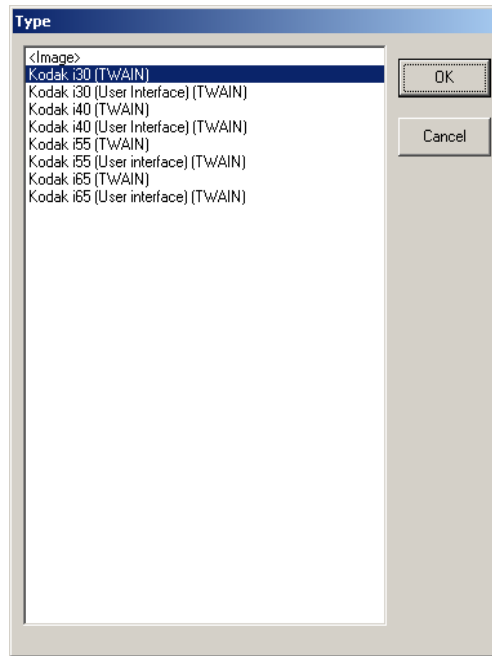 Type
<Image>
Kodak i30 (TWAIN)
Kodak i30 (User Interface) (TWAIN)
Kodak i40 (TWAIN)
Kodak i40 (User Interface) (TWAIN)
Kodak i55 (TWAIN)
Kodak i55 (User interface) (TWAIN)
Kodak i65 (TWAIN)
Kodak i65 (User interface) (TWAIN)
OK
Cancel